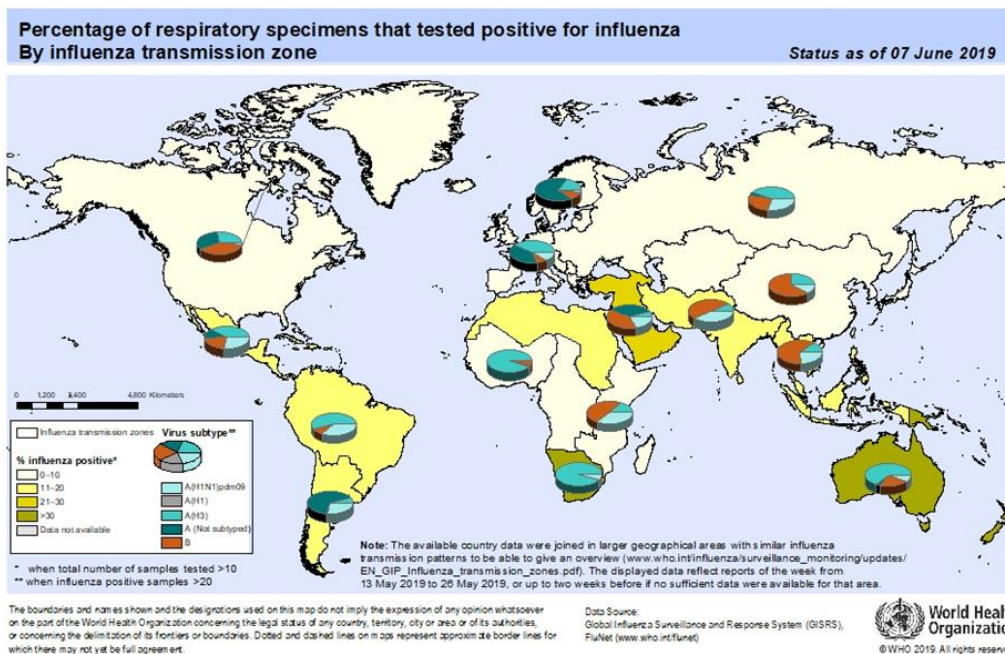 Percentage of respiratory specimens that tested positive for influenza
By influenza transmission zone
Status as of 07 June 2019
0 1,200 2,400 4,800 Kilometers
Influenza transmission zones
% influenza positive*
0-10
11-20
21-30
>30
Data not available
Virus subtype**
A(H1N1)pdm09
A(H1)
A(H3)
A (Not subtyped)
B
* when total number of samples tested >10
** when influenza positive samples >20
Note: The available country data were joined in larger geographical areas with similar influenza
transmission patterns to be able to give an overview (www.who.int/influenza/surveillance_monitoring/updates/
EN_GIP_Influenza_transmission_zones.pdf). The displayed data reflect reports of the week from
13 May 2019 to 26 May 2019, or up to two weeks before if no sufficient data were available for that area.
The boundaries and names shown and the designations used on this map do not imply the expression of any opinion whatsoever
on the part of the World Health Organization concerning the legal status of any country, territory, city or area or of its authorities,
or concerning the delimitation of its frontiers or boundaries. Dotted and dashed lines on maps represent approximate border lines for
which there may not yet be full agreement.
Data Source:
Global Influenza Surveillance and Response System (GISRS),
FluNet (www.who.int/flunet)
World Heal
Organizatio
©WHO 2019. All rights reserv